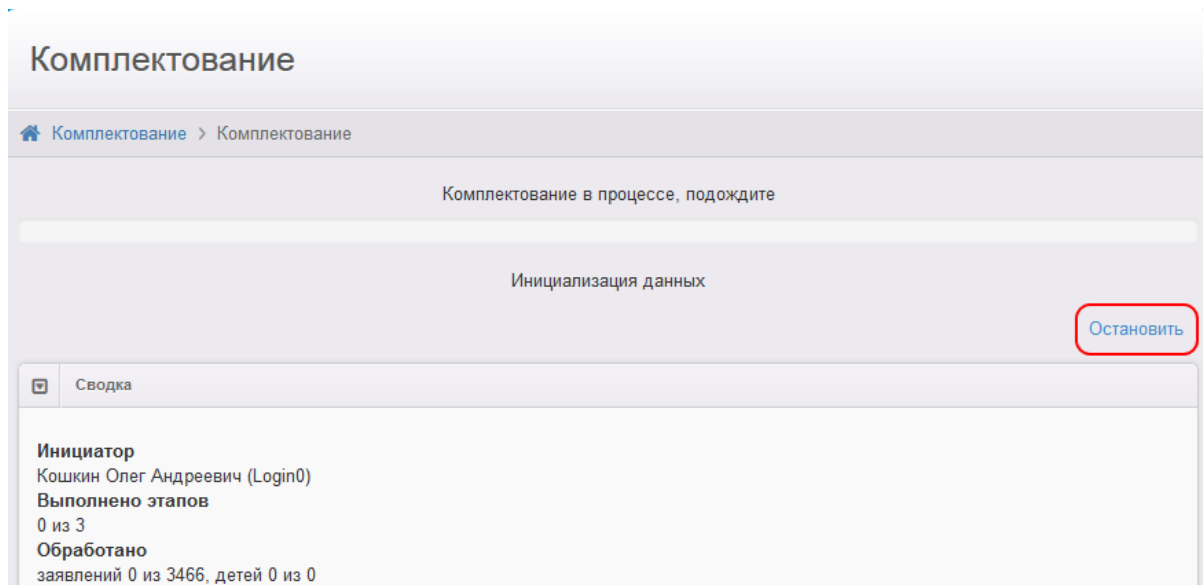 Комплектование
Комплектование > Комплектование
Комплектование в процессе, подождите
Инициализация данных
Остановить
Сводка
Инициатор
Кошкин Олег Андреевич (Login0)
Выполнено этапов
0 из 3
Обработано
заявлений 0 из 3466, детей 0 из 0